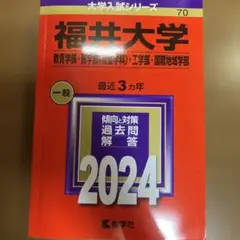 大学入試シリーズ
70
福井大学
教育学部・医学部〈看護学科〉・工学部・国際地域学部
一般
最近3カ年
傾向と対策
過去問
解答
2024
教学社